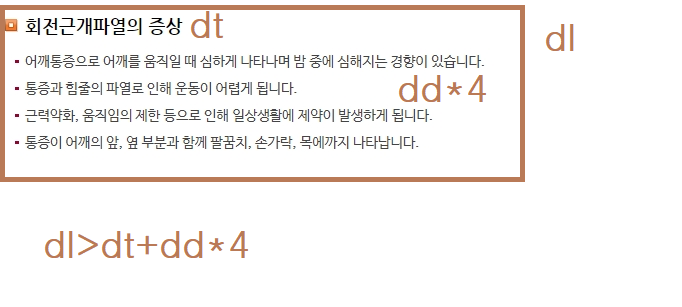 회전근개파열의 증상 dt
dl
어깨통증으로 어깨를 움직일 때 심하게 나타나며 밤 중에 심해지는 경향이 있습니다.
통증과 힘줄의 파열로 인해 운동이 어렵게 됩니다.
dd*4
근력약화, 움직임의 제한 등으로 인해 일상생활에 제약이 발생하게 됩니다.
통증이 어깨의 앞, 옆 부분과 함께 팔꿈치, 손가락, 목에까지 나타납니다.
dl>dt+dd*4